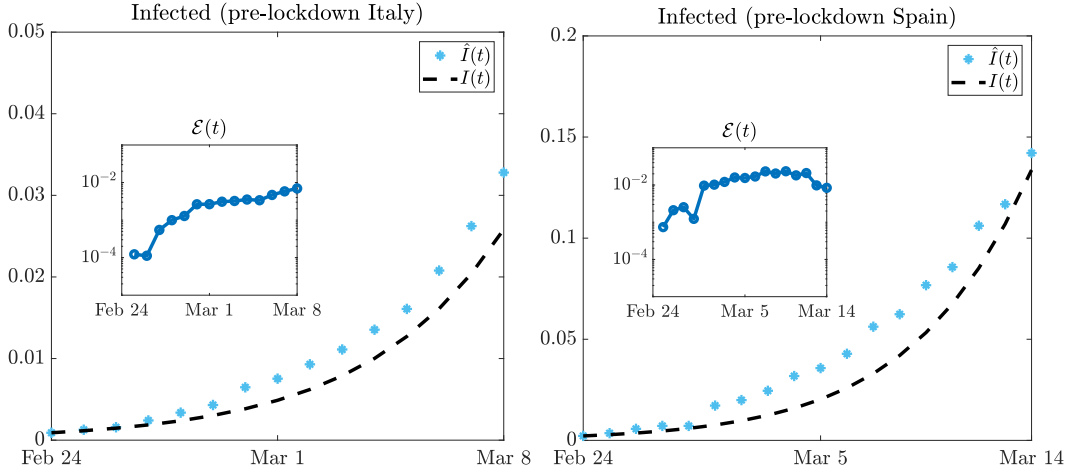 Infected (pre-lockdown Italy)
0.05
0.04
0.03
0.02
0.01
0
Feb 24
Mar 1
Mar 8
Î(t)
I(t)
ℰ(t)
10⁻²
10⁻⁴
Feb 24
Mar 1
Mar 8
Infected (pre-lockdown Spain)
0.2
0.15
0.1
0.05
0
Feb 24
Mar 5
Mar 14
Î(t)
I(t)
ℰ(t)
10⁻²
10⁻⁴
Feb 24
Mar 5
Mar 14